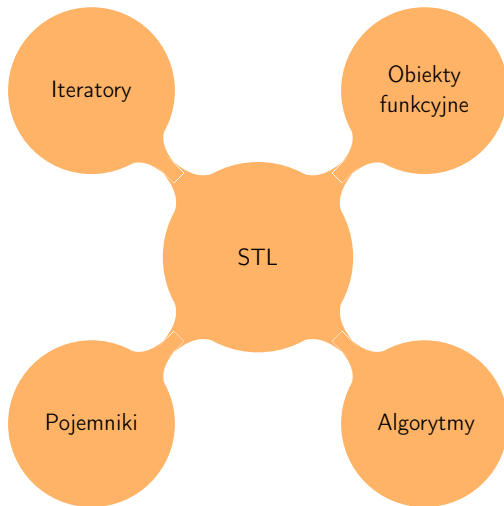 Iteratory
Obiekty
funkcyjne
STL
Pojemniki
Algorytmy